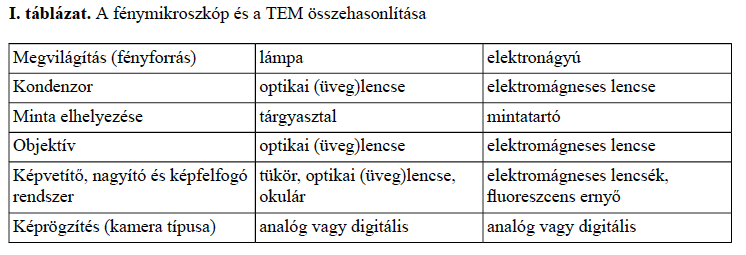 I. táblázat. A fénymikroszkóp és a TEM összehasonlítása
Megvilágítás (fényforrás) lámpa elektronágyú
Kondenzor optikai (üveg)lencse elektromágneses lencse
Minta elhelyezése tárgyasztal mintatartó
Objektív optikai (üveg)lencse elektromágneses lencse
Képvetítő, nagyító és képfelfogó tükör, optikai (üveg)lencse, elektromágneses lencsék,
rendszer okulár fluoreszcens ernyő
Képrögzítés (kamera típusa) analóg vagy digitális analóg vagy digitális